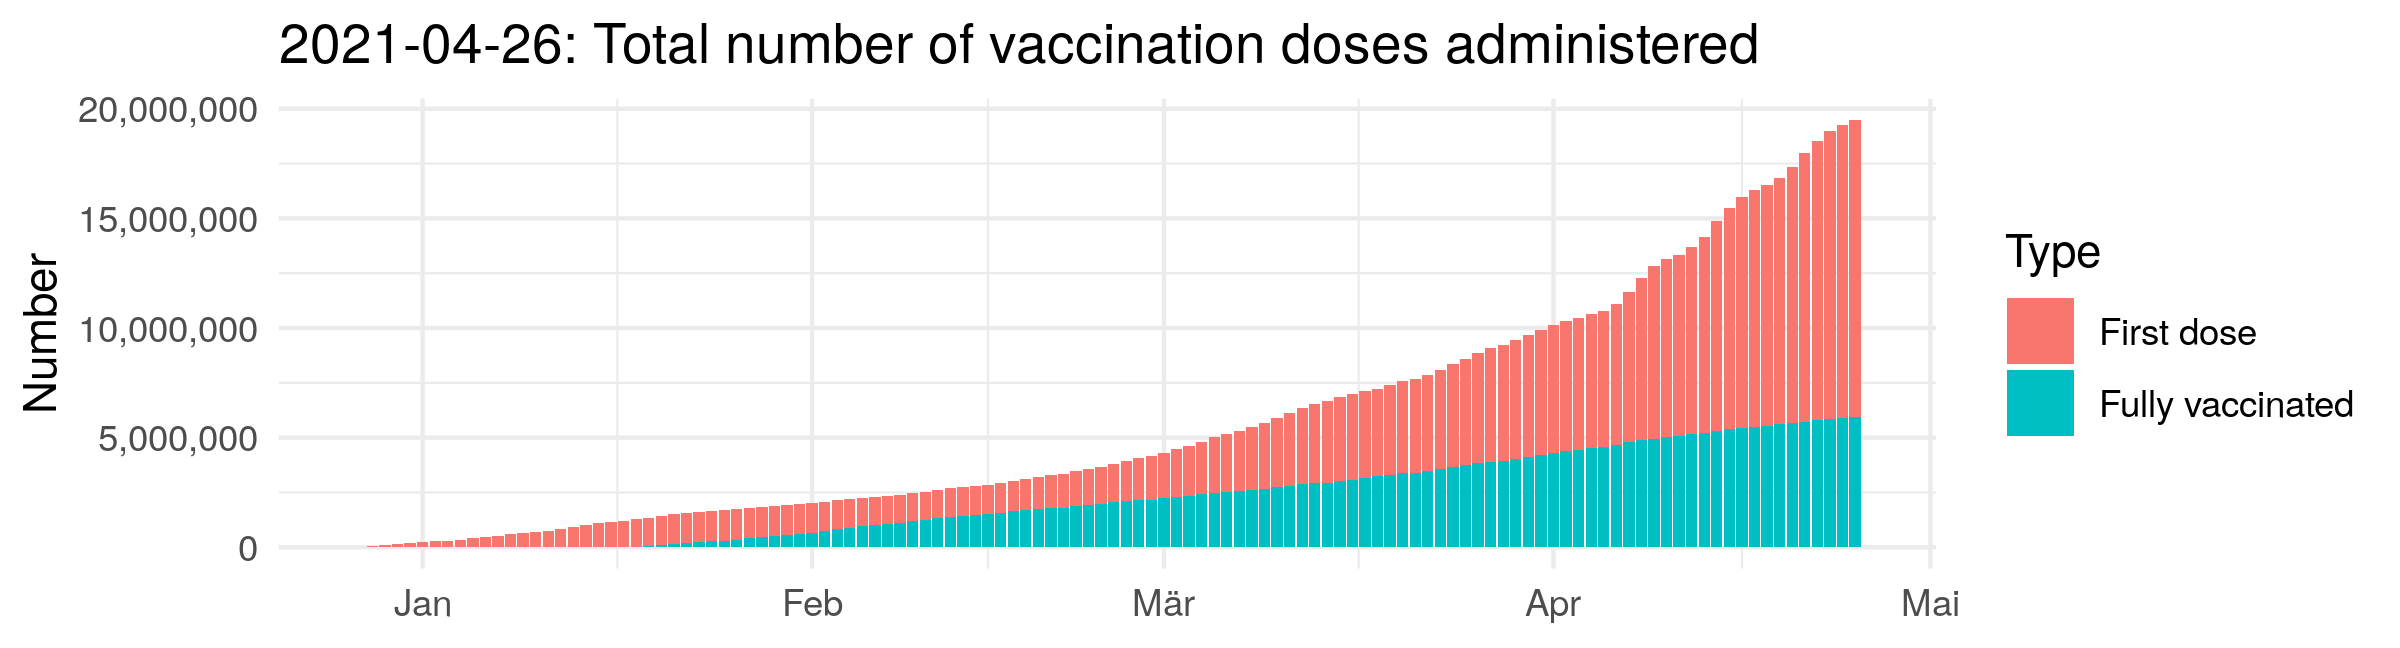 2021-04-26: Total number of vaccination doses administered
Number
20,000,000
15,000,000
10,000,000
5,000,000
0
Jan Feb Mär Apr Mai
Type
First dose
Fully vaccinated